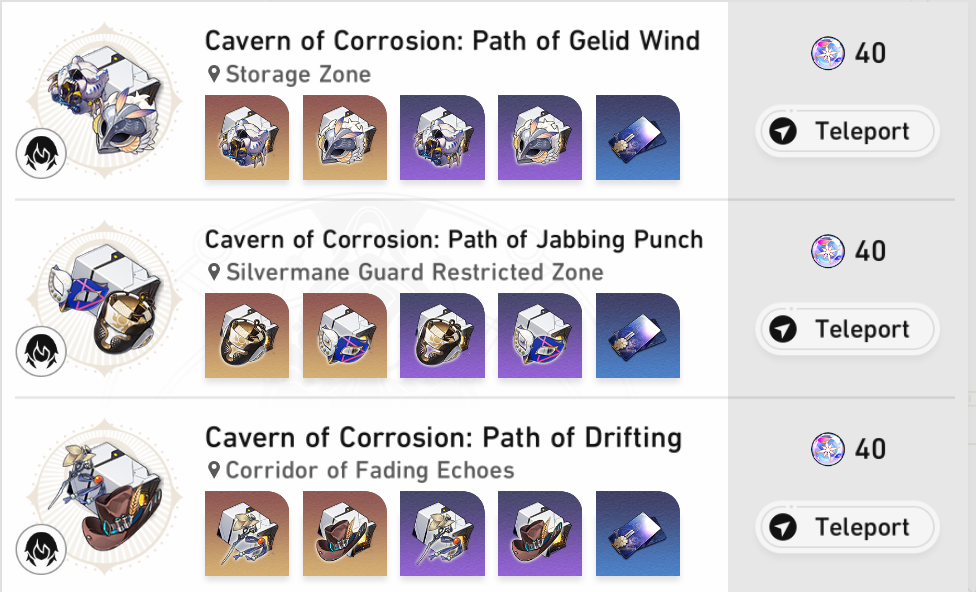 Cavern of Corrosion: Path of Gelid Wind
40
Storage Zone
Teleport
Cavern of Corrosion: Path of Jabbing Punch
40
Silvermane Guard Restricted Zone
Teleport
Cavern of Corrosion: Path of Drifting
40
Corridor of Fading Echoes
Teleport